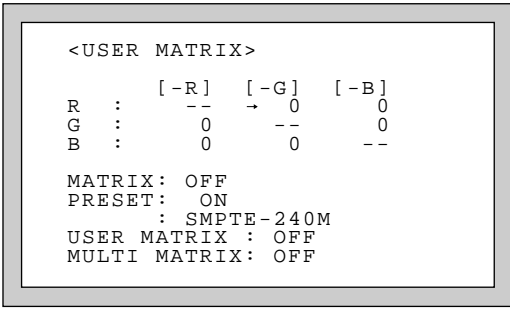 <USER MATRIX>
[-R] [-G] [-B]
R : -- → 0 0
G : 0 -- 0
B : 0 0 --
MATRIX: OFF
PRESET: ON
: SMPTE-240M
USER MATRIX : OFF
MULTI MATRIX: OFF